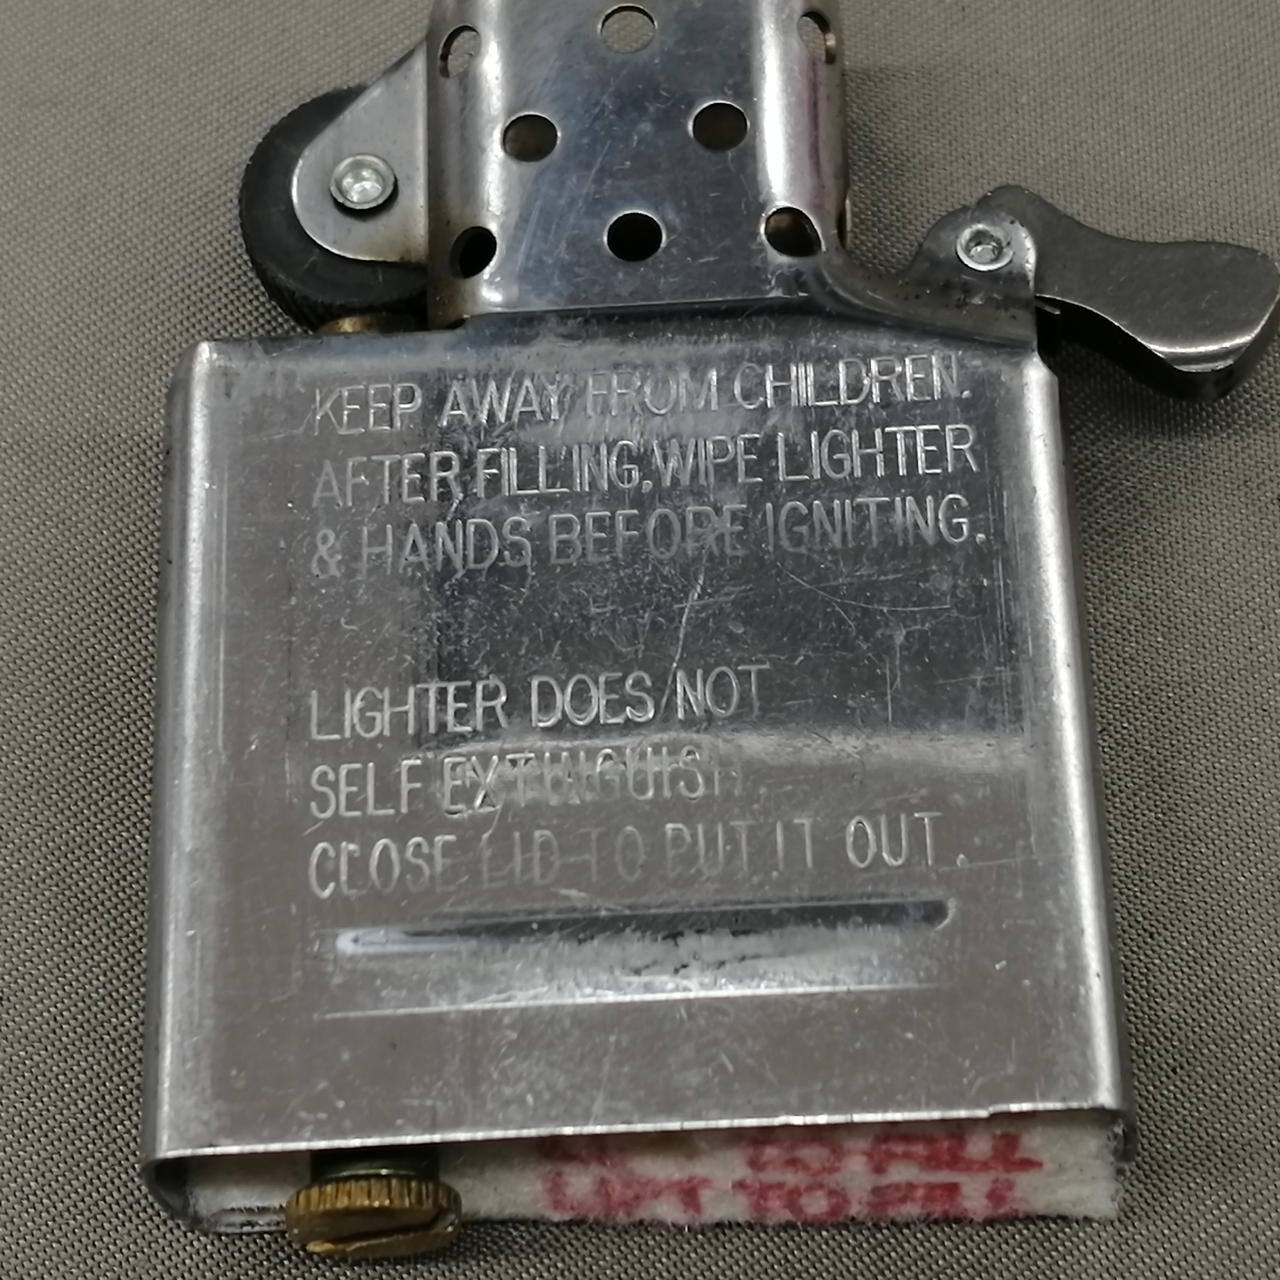 KEEP AWAY FROM CHILDREN.
AFTER FILLING, WIPE LIGHTER
& HANDS BEFORE IGNITING.
LIGHTER DOES NOT
SELF EXTINGUISH
CLOSE LID TO PUT IT OUT.
TO FILL
LIFT TO FILL